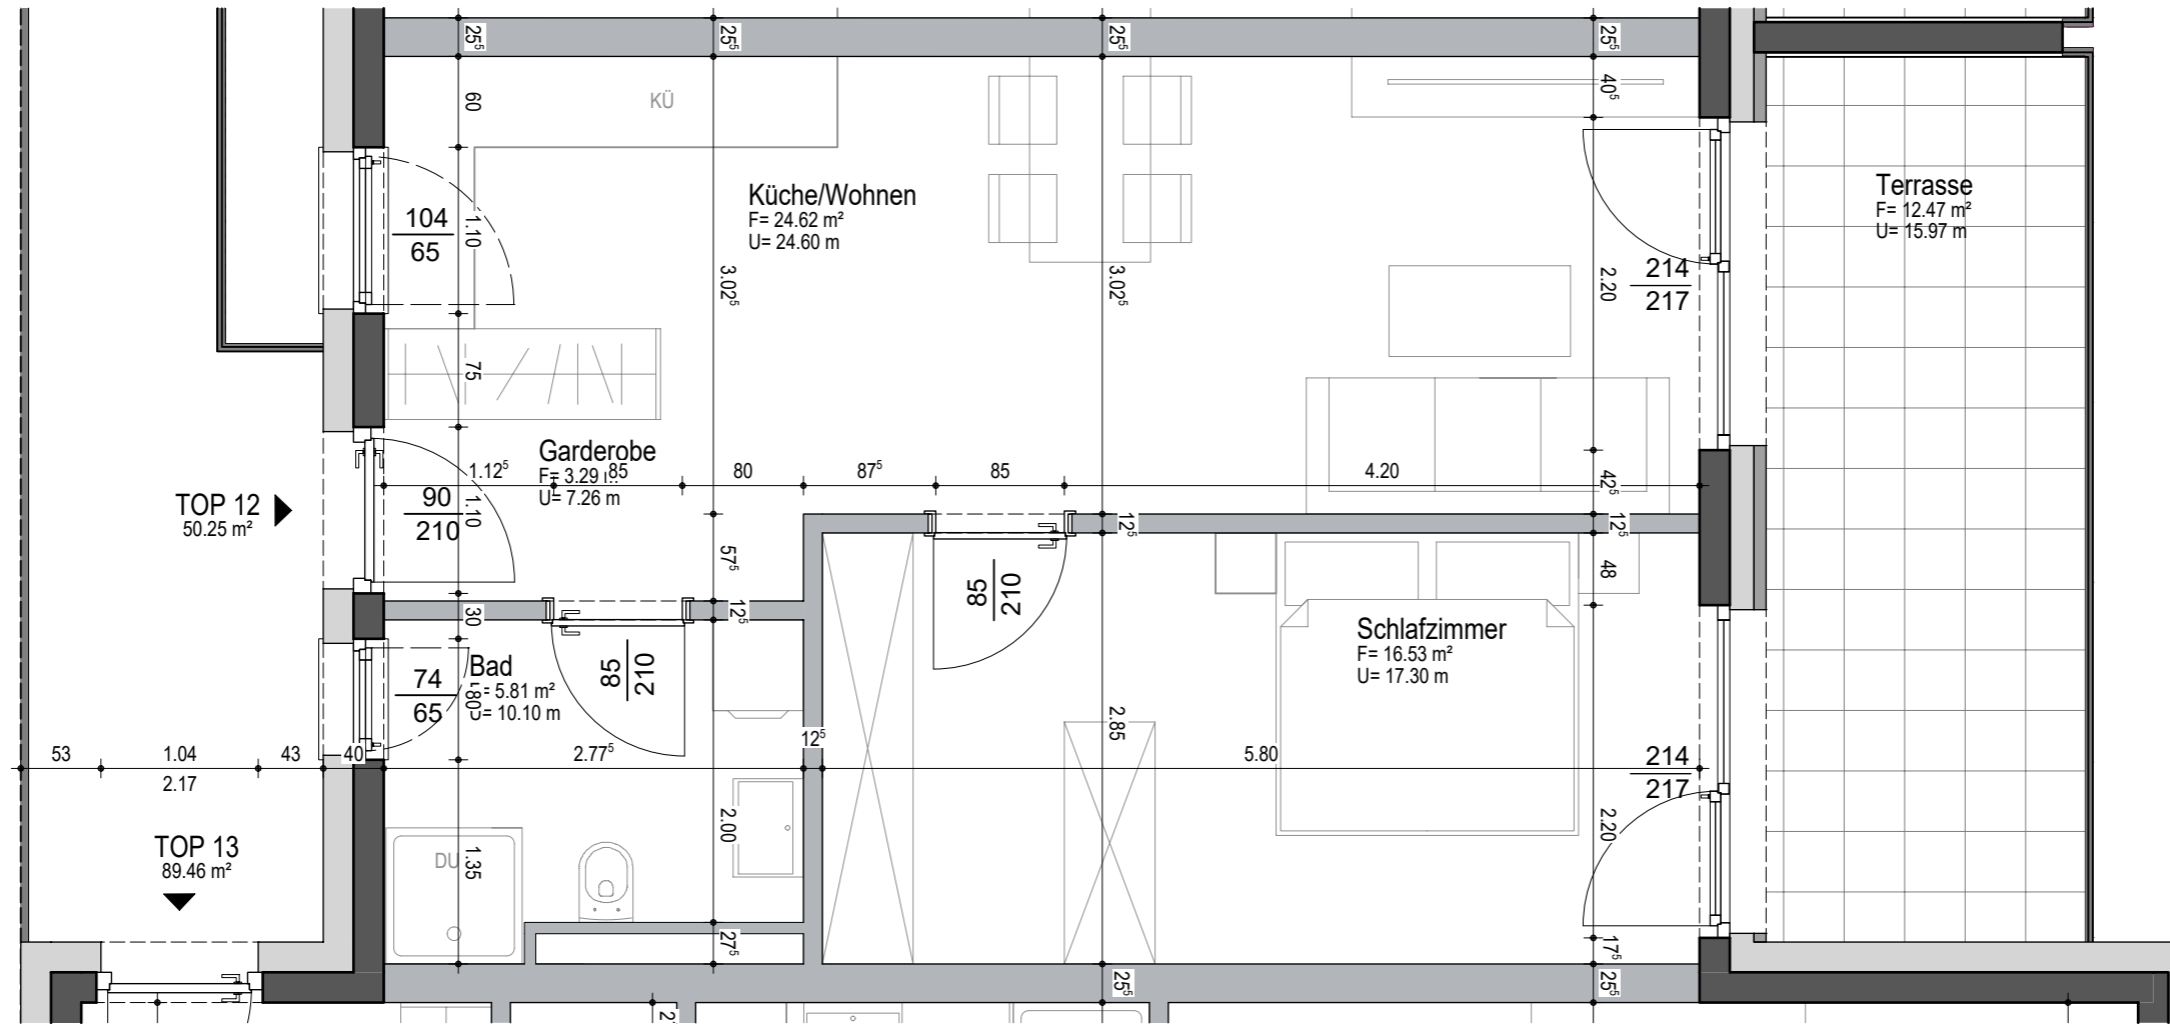 25⁵
25⁵
25⁵
25⁵
60
KÜ
40⁵
Küche/Wohnen
F= 24.62 m²
U= 24.60 m
Terrasse
F= 12.47 m²
U= 15.97 m
104
65
1.10
3.02⁵
3.02⁵
2.20
214
217
75
Garderobe
F= 3.29
U= 7.26 m
1.12⁵
85
80
87⁵
85
4.20
42⁵
TOP 12
50.25 m²
90
210
1.10
12⁵
12⁵
57⁵
48
85
210
30
12⁵
Schlafzimmer
F= 16.53 m²
U= 17.30 m
Bad
= 5.81 m²
= 10.10 m
74
65
80
85
210
2.85
53
1.04
43
40
2.77⁵
12⁵
5.80
214
217
2.17
2.00
2.20
TOP 13
89.46 m²
DU
1.35
27⁵
17⁵
25⁵
25⁵